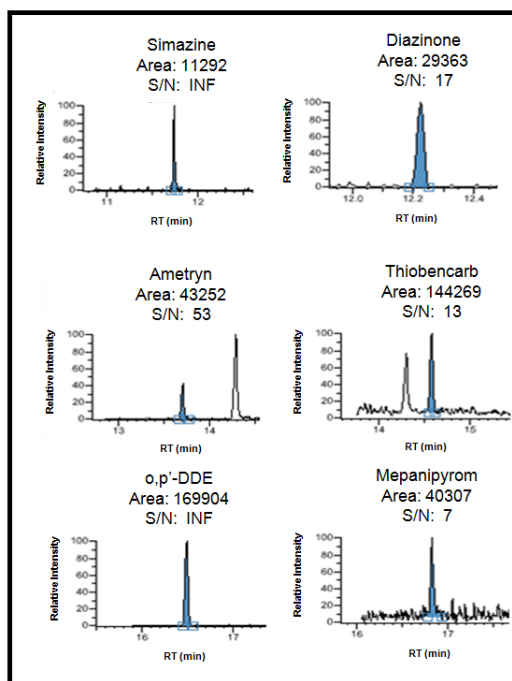 Simazine
Area: 11292
S/N: INF
Relative Intensity
100
80
60
40
20
0
11
12
RT (min)
Diazinone
Area: 29363
S/N: 17
Relative Intensity
100
80
60
40
20
0
12.0
12.2
12.4
RT (min)
Ametryn
Area: 43252
S/N: 53
Relative Intensity
100
80
60
40
20
0
13
14
RT (min)
Thiobencarb
Area: 144269
S/N: 13
Relative Intensity
100
80
60
40
20
0
14
15
RT (min)
o,p'-DDE
Area: 169904
S/N: INF
Relative Intensity
100
80
60
40
20
0
16
17
RT (min)
Mepanipyrom
Area: 40307
S/N: 7
Relative Intensity
100
80
60
40
20
0
16
17
RT (min)